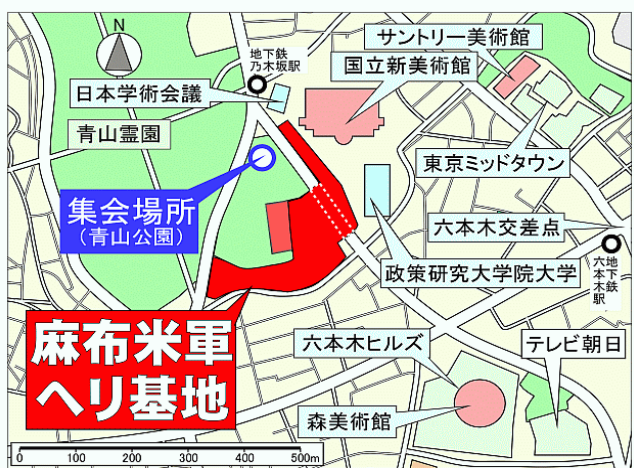 N
地下鉄
乃木坂駅
サントリー美術館
国立新美術館
日本学術会議
青山霊園
東京ミッドタウン
集会場所
(青山公園)
六本木交差点
地下鉄
六本木駅
政策研究大学院大学
麻布米軍
ヘリ基地
六本木ヒルズ
テレビ朝日
森美術館
0 100 200 300 400 500m